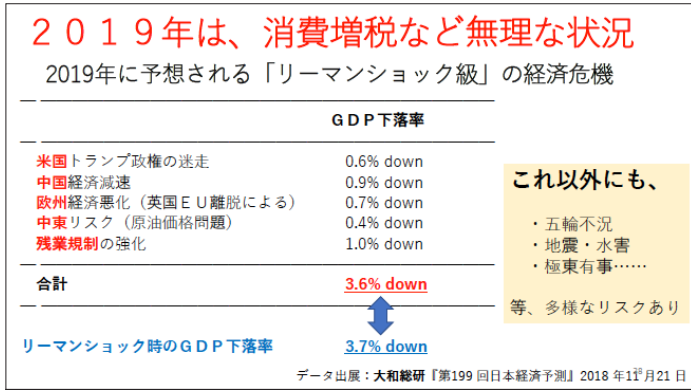 ２０１９年は、消費増税など無理な状況
2019年に予想される「リーマンショック級」の経済危機
ＧＤＰ下落率
米国トランプ政権の迷走 0.6% down
中国経済減速 0.9% down
欧州経済悪化（英国ＥＵ離脱による） 0.7% down
中東リスク（原油価格問題） 0.4% down
残業規制の強化 1.0% down
合計 3.6% down
リーマンショック時のＧＤＰ下落率 3.7% down
これ以外にも、
・五輪不況
・地震・水害
・極東有事……
等、多様なリスクあり
データ出展：大和総研『第199 回日本経済予測』2018 年11月21 日